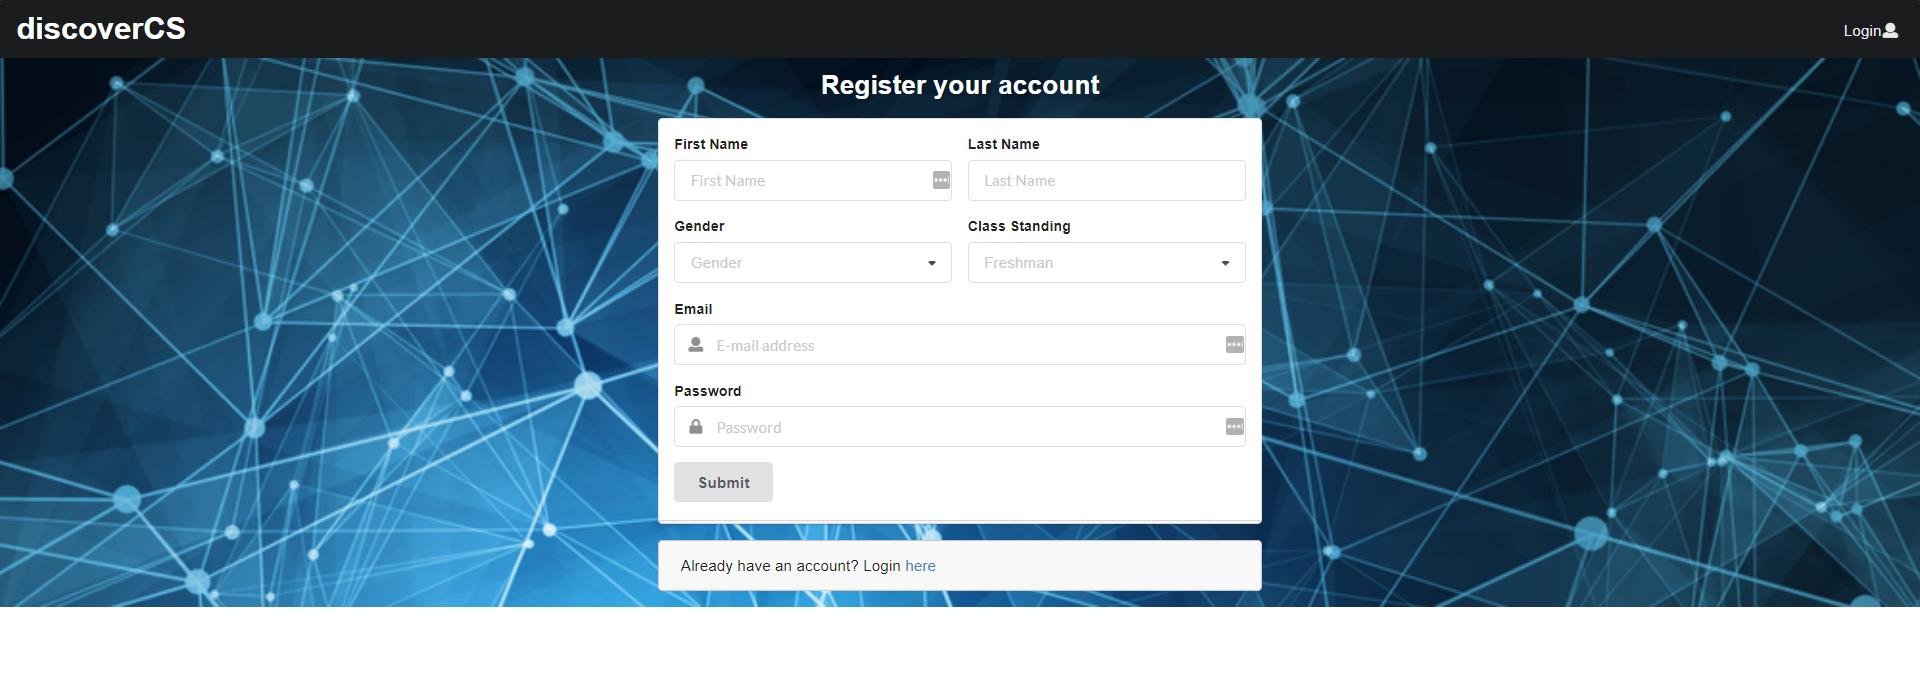 discoverCS
Login
Register your account
First Name
Last Name
First Name
Last Name
Gender
Class Standing
Gender
Freshman
Email
E-mail address
Password
Password
Submit
Already have an account? Login here